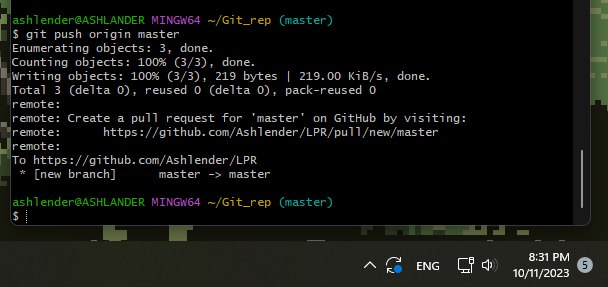 ashlender@ASHLANDER MINGW64 ~/Git_rep (master)
$ git push origin master
Enumerating objects: 3, done.
Counting objects: 100% (3/3), done.
Writing objects: 100% (3/3), 219 bytes | 219.00 KiB/s, done.
Total 3 (delta 0), reused 0 (delta 0), pack-reused 0
remote:
remote: Create a pull request for 'master' on GitHub by visiting:
remote:      https://github.com/Ashlender/LPR/pull/new/master
remote:
To https://github.com/Ashlender/LPR
 * [new branch]      master -> master
ashlender@ASHLANDER MINGW64 ~/Git_rep (master)
$
ENG
8:31 PM
10/11/2023
5